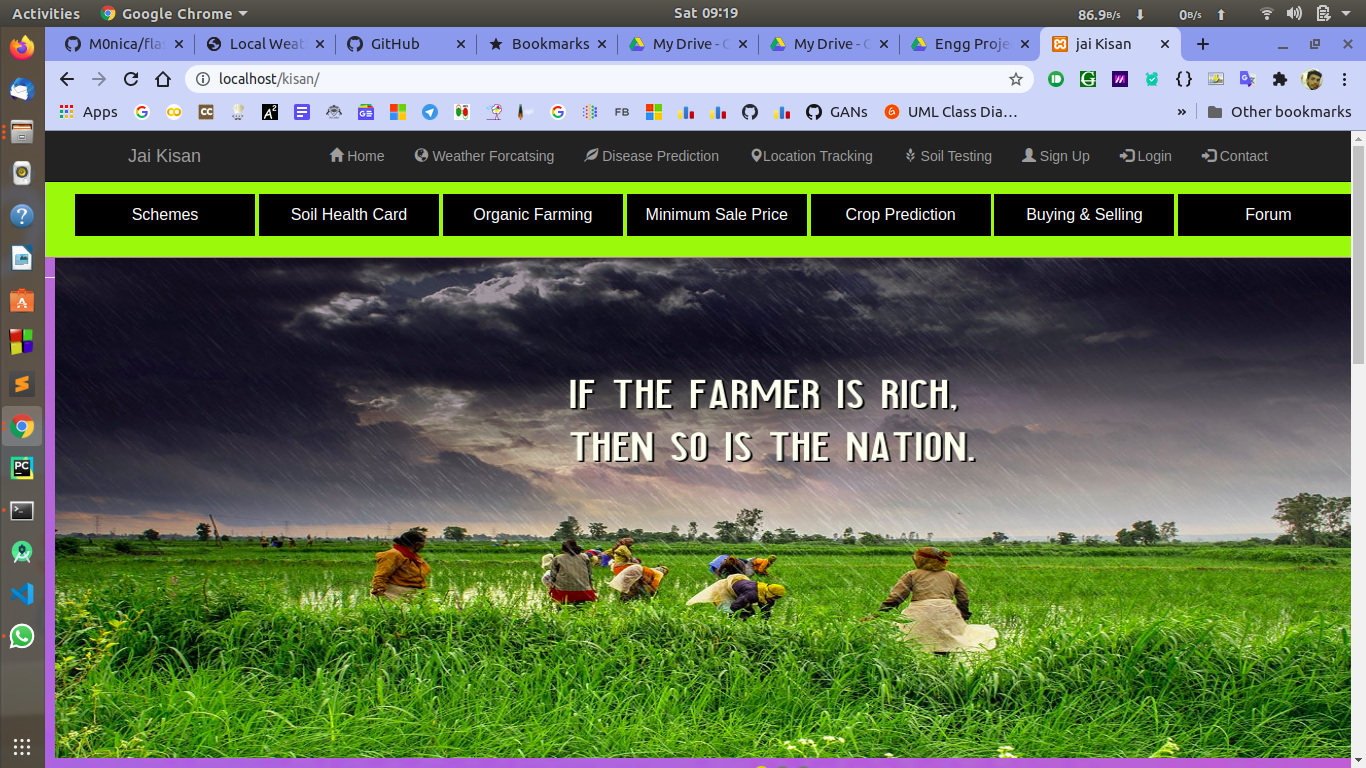 Activities Google Chrome Sat 09:19 86.9B/s 0B/s
M0nica/fla Local Weat GitHub Bookmarks My Drive - G My Drive - G Engg Proje jai Kisan
localhost/kisan/
Apps FB GANs UML Class Dia… » Other bookmarks
Jai Kisan Home Weather Forcatsing Disease Prediction Location Tracking Soil Testing Sign Up Login Contact
Schemes Soil Health Card Organic Farming Minimum Sale Price Crop Prediction Buying & Selling Forum
IF THE FARMER IS RICH,
THEN SO IS THE NATION.